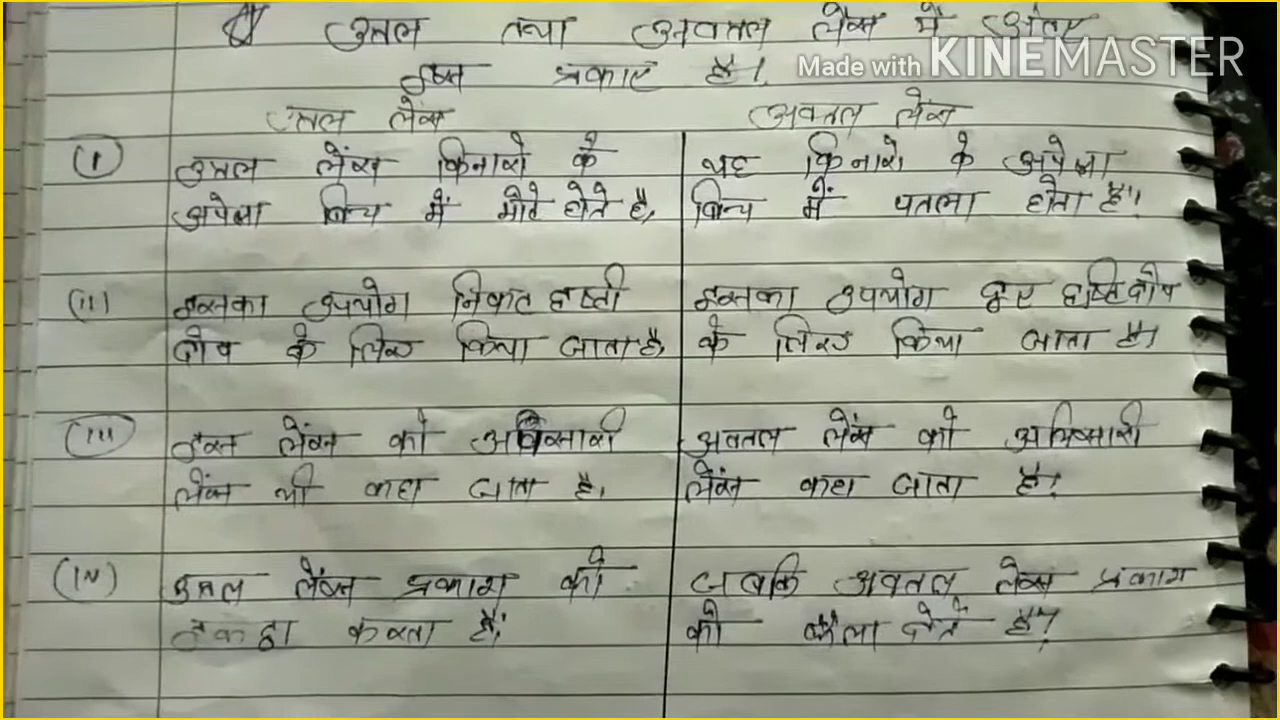 उत्तल तथा अवतल लेंस में अंतर
Made with KINEMASTER
इस प्रकार है।
उत्तल लेंस अवतल लेंस
(I) उत्तल लेंस किनारो के यह किनारो के अपेक्षा
अपेक्षा बिच में मोटे होते है, बिच में पतला होता है।
(II) इसका उपयोग निकट दृष्टी इसका उपयोग दूर दृष्टिदोष
दोष के लिए किया जाता है, के लिए किया जाता है।
(III) इस लेंस को लेंस को अभिसारी
अवतल
लेंस भी कहा जाता है, लेंस कहा जाता है।
(IV) उत्तल लेंस प्रकाश को जबकि अवतल लेंस प्रकाश
इकट्ठा करता है। को फैला देते है।